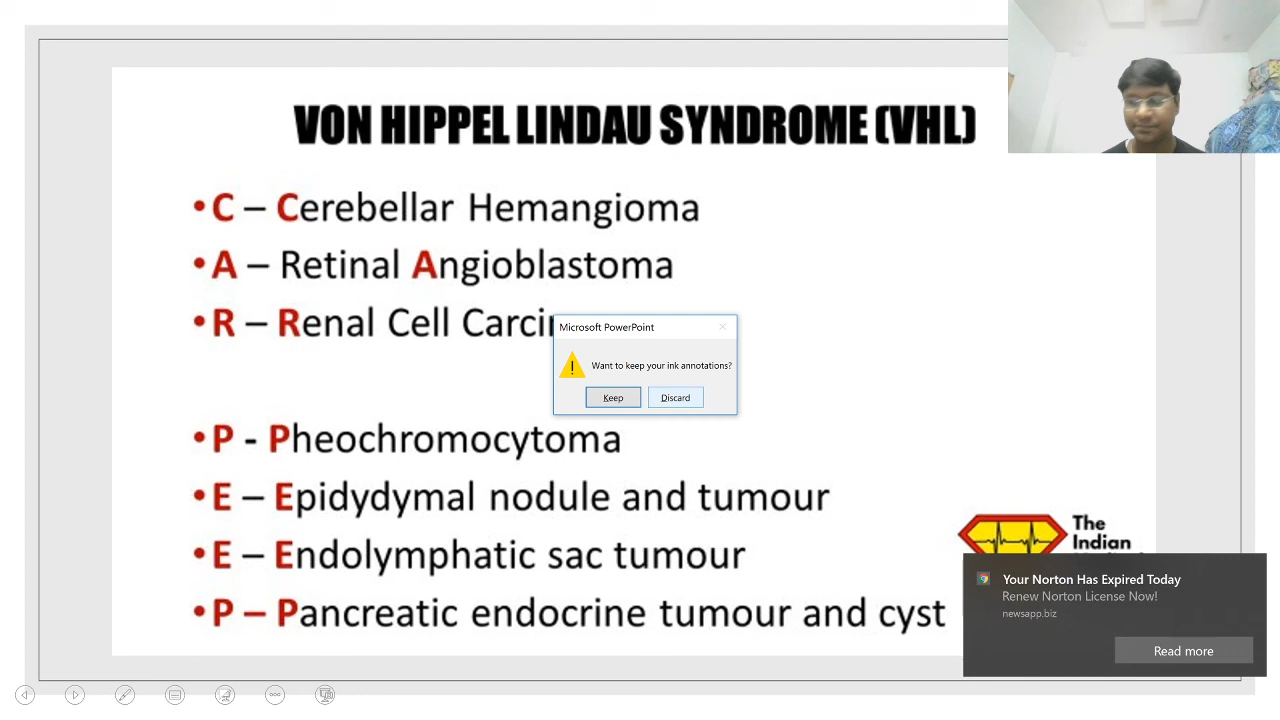 VON HIPPEL LINDAU SYNDROME (VHL)
• C – Cerebellar Hemangioma
• A – Retinal Angioblastoma
• R – Renal Cell Carcin
• P - Pheochromocytoma
• E – Epidydymal nodule and tumour
• E – Endolymphatic sac tumour
• P – Pancreatic endocrine tumour and cyst
Microsoft PowerPoint
Want to keep your ink annotations?
Keep Discard
The
Indian
Your Norton Has Expired Today
Renew Norton License Now!
newsapp.biz
Read more